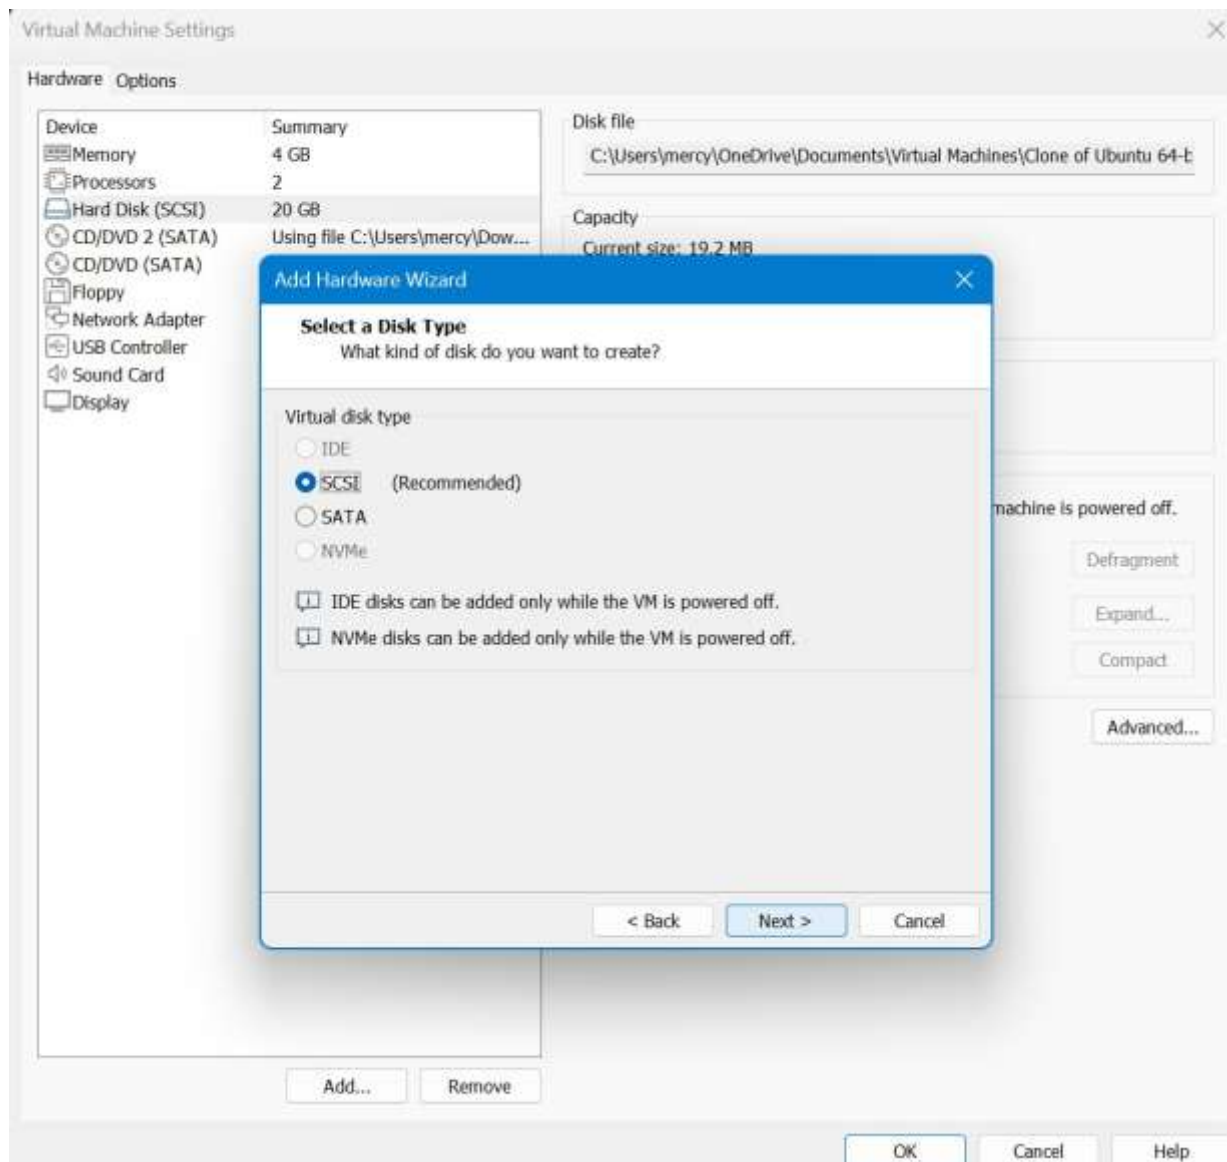 Virtual Machine Settings
Hardware Options
Device Summary
Memory 4 GB
Processors 2
Hard Disk (SCSI) 20 GB
CD/DVD 2 (SATA) Using file C:\Users\mercy\Dow...
CD/DVD (SATA)
Floppy
Network Adapter
USB Controller
Sound Card
Display
Add... Remove
Disk file
C:\Users\mercy\OneDrive\Documents\Virtual Machines\Clone of Ubuntu 64-b
Capacity
Current size: 19.2 MB
machine is powered off.
Defragment
Expand...
Compact
Advanced...
Add Hardware Wizard
Select a Disk Type
What kind of disk do you want to create?
Virtual disk type
IDE
SCSI (Recommended)
SATA
NVMe
IDE disks can be added only while the VM is powered off.
NVMe disks can be added only while the VM is powered off.
< Back Next > Cancel
OK Cancel Help